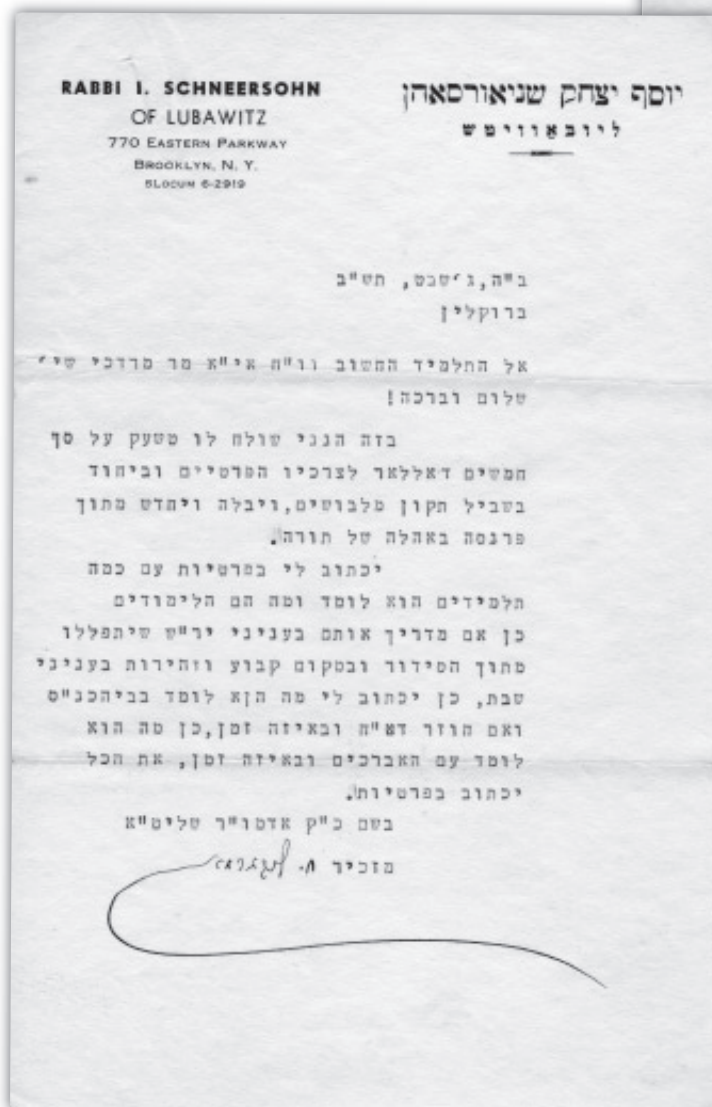 RABBI I. SCHNEERSOHN
OF LUBAWITZ
770 EASTERN PARKWAY
BROOKLYN, N. Y.
SLOCUM 6-2919
יוסף יצחק שניאורסאהן
ליובאוויטש
ב"ה, ג' שבט, תש"ב
ברוקלין
אל התלמיד החשוב וו"ח אי"א מר מרדכי שי'
שלום וברכה!
בזה הנני שולח לו טשעק על סך
חמשים דאללאר לצרכיו הפרטיים וביחוד
בשביל תקון מלבושים, ויבלה ויחדש מתוך
פרנסה באהלה של תורה.
יכתוב לי בפרטיות עם כמה
תלמידים הוא לומד ומה הם הלימודים
כן אם מדריך אותם בעניני יר"ש שיתפללו
מתוך הסידור ובמקום קבוע וזהירות בעניני
שבת, כן יכתוב לי מה הוא לומד בביהכנ"ס
ואם חוזר דא"ח ובאיזה זמן, כן מה הוא
לומד עם האברכים ובאיזה זמן, את הכל
יכתוב בפרטיות.
בשם כ"ק אדמו"ר שליט"א
מזכיר